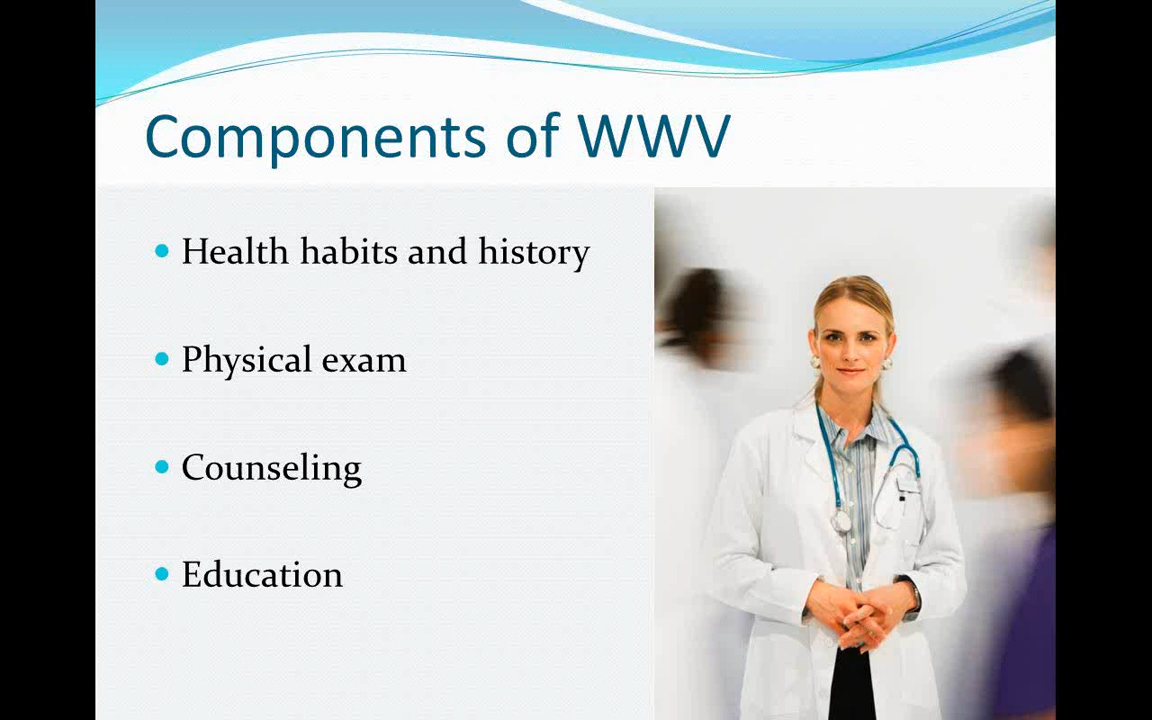 Components of WWV
Health habits and history
Physical exam
Counseling
Education